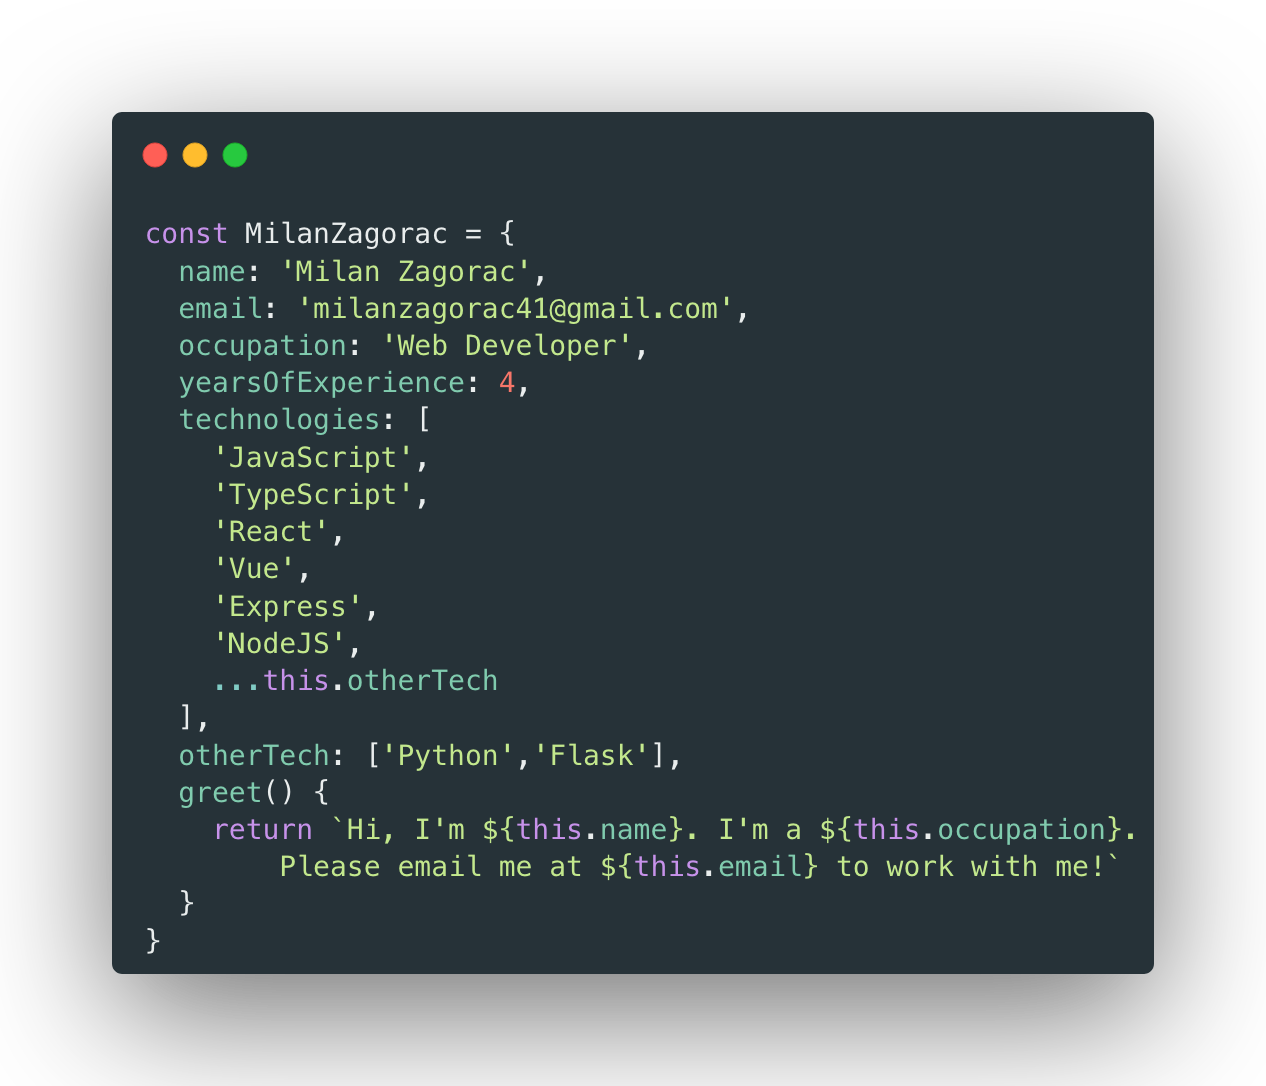 const MilanZagorac = {
  name: 'Milan Zagorac',
  email: 'milanzagorac41@gmail.com',
  occupation: 'Web Developer',
  yearsOfExperience: 4,
  technologies: [
    'JavaScript',
    'TypeScript',
    'React',
    'Vue',
    'Express',
    'NodeJS',
    ...this.otherTech
  ],
  otherTech: ['Python','Flask'],
  greet() {
    return `Hi, I'm ${this.name}. I'm a ${this.occupation}.
        Please email me at ${this.email} to work with me!`
  }
}